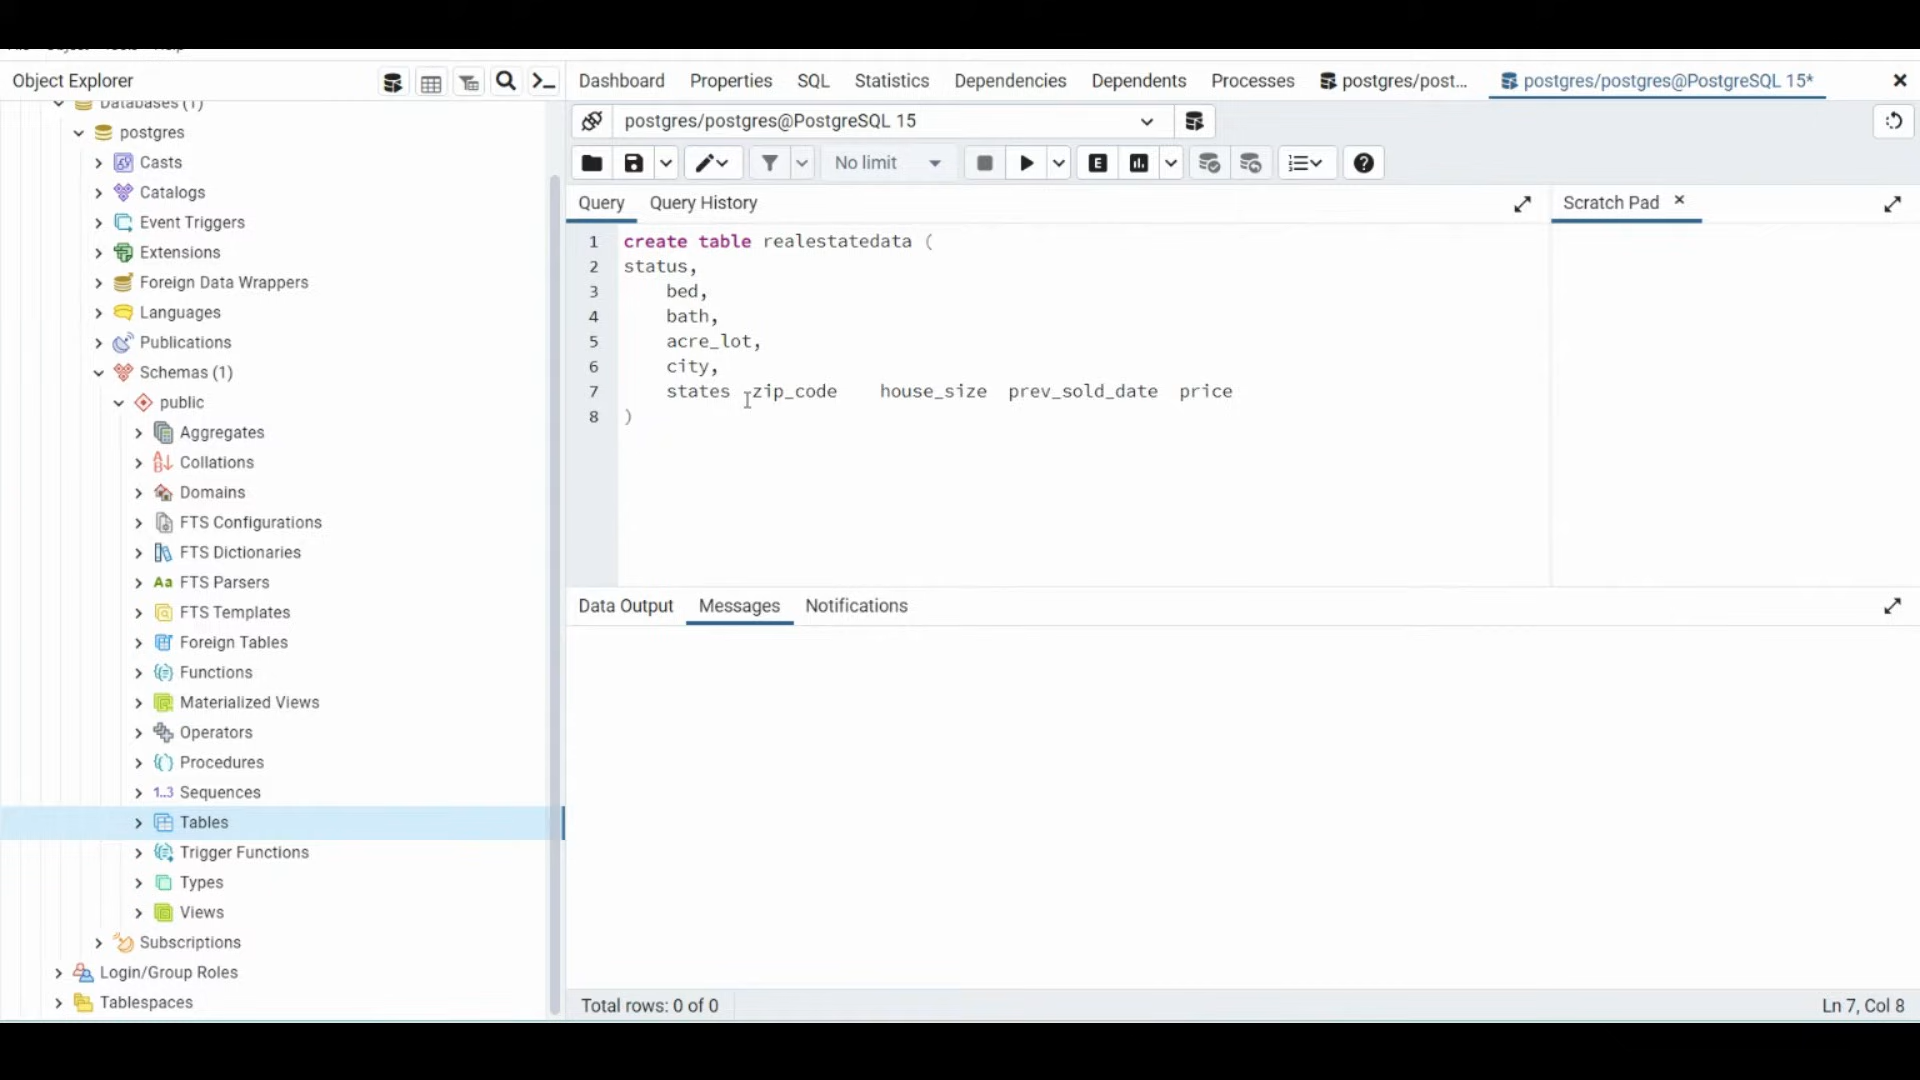 Object Explorer
Dashboard Properties SQL Statistics Dependencies Dependents Processes postgres/post... postgres/postgres@PostgreSQL 15*
Databases (1)
postgres
Casts
Catalogs
Event Triggers
Extensions
Foreign Data Wrappers
Languages
Publications
Schemas (1)
public
Aggregates
Collations
Domains
FTS Configurations
FTS Dictionaries
Aa FTS Parsers
FTS Templates
Foreign Tables
Functions
Materialized Views
Operators
Procedures
1..3 Sequences
Tables
Trigger Functions
Types
Views
Subscriptions
Login/Group Roles
Tablespaces
postgres/postgres@PostgreSQL 15
No limit E
Query Query History
Scratch Pad
1 create table realestatedata (
2 status,
3 bed,
4 bath,
5 acre_lot,
6 city,
7 states zip_code house_size prev_sold_date price
8 )
Data Output Messages Notifications
Total rows: 0 of 0
Ln 7, Col 8